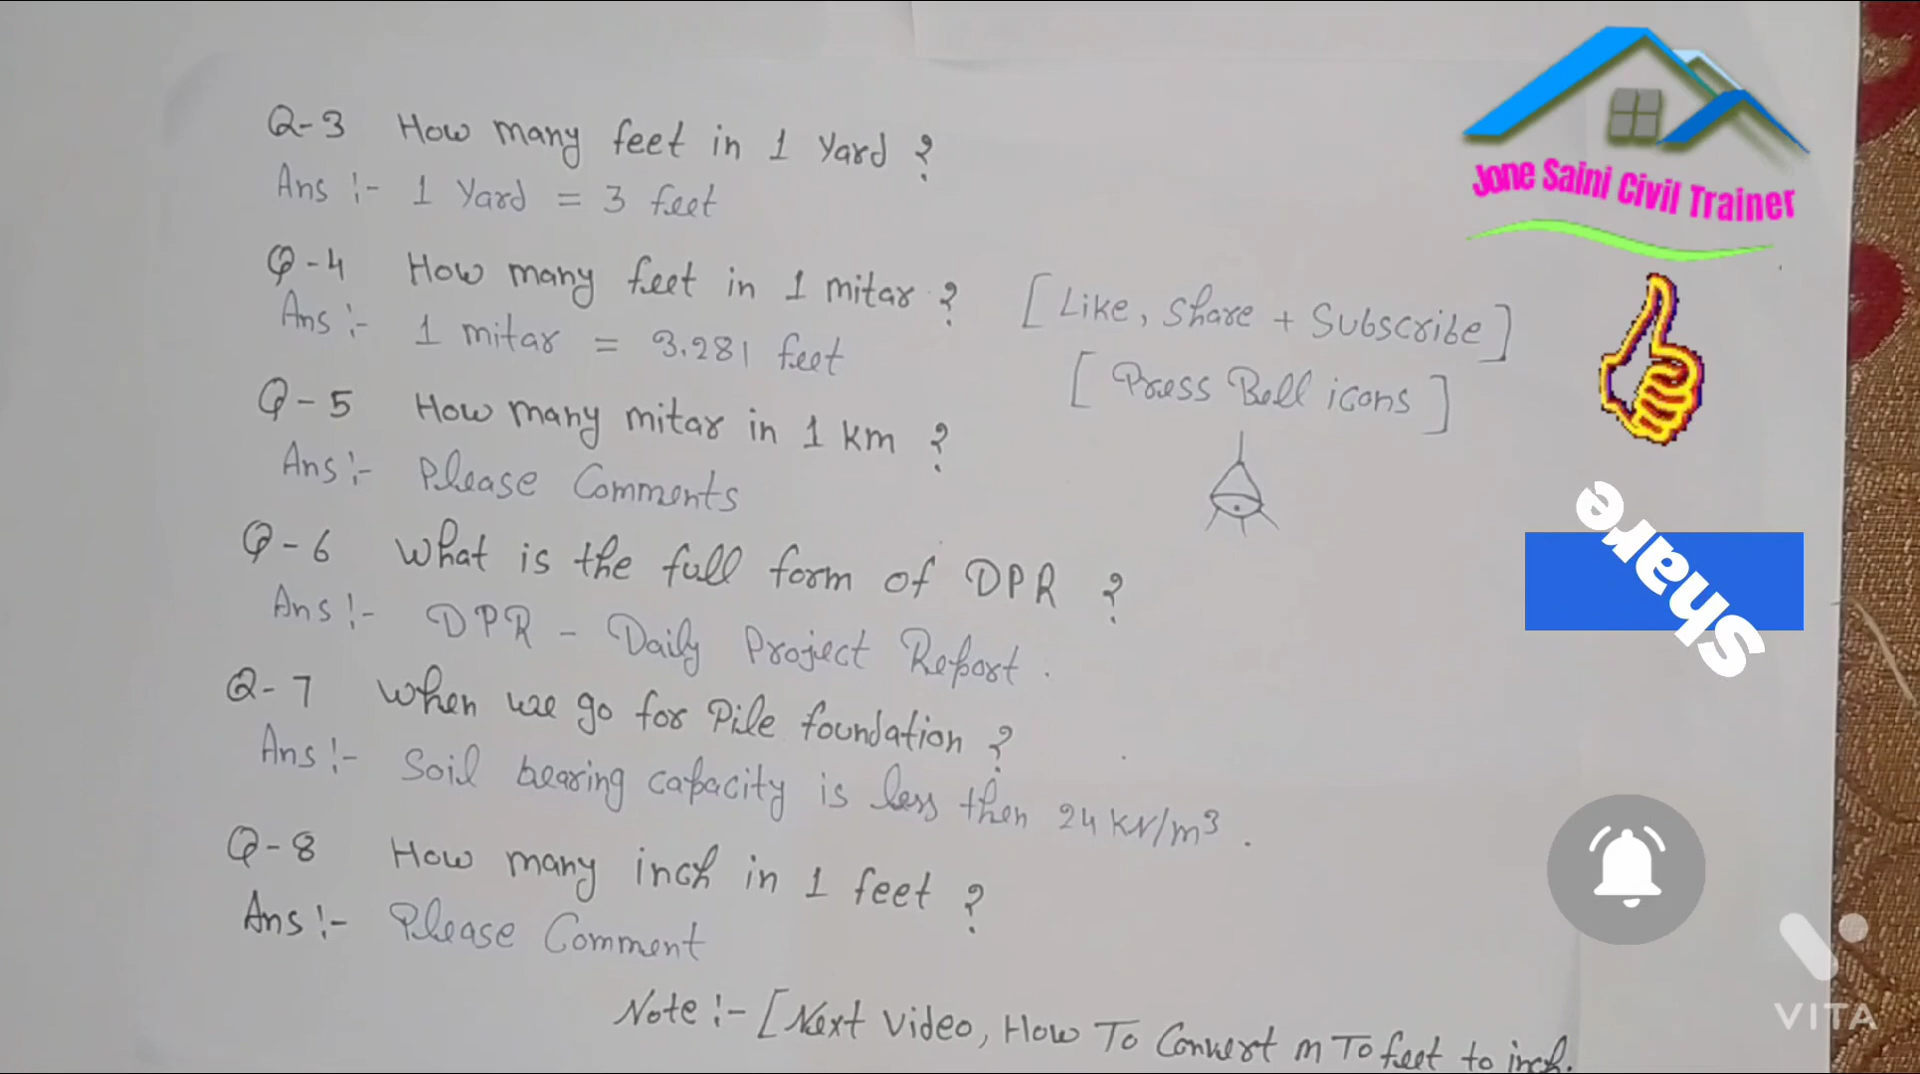 Q-3 How many feet in 1 Yard ?
Ans :- 1 Yard = 3 feet
Q-4 How many feet in 1 mitar ?
Ans :- 1 mitar = 3.281 feet
[Like, Share + Subscribe]
[Press Bell icons]
Q-5 How many mitar in 1 km ?
Ans :- Please Comments
Q-6 What is the full form of DPR ?
Ans :- DPR - Daily Project Report.
Q-7 When we go for Pile foundation ?
Ans :- Soil bearing capacity is less then 24 kN/m³.
Q-8 How many inch in 1 feet ?
Ans :- Please Comment
Note :- [Next Video, How To Convert m To feet to inch.
Jone Saini Civil Trainer
Share
VITA